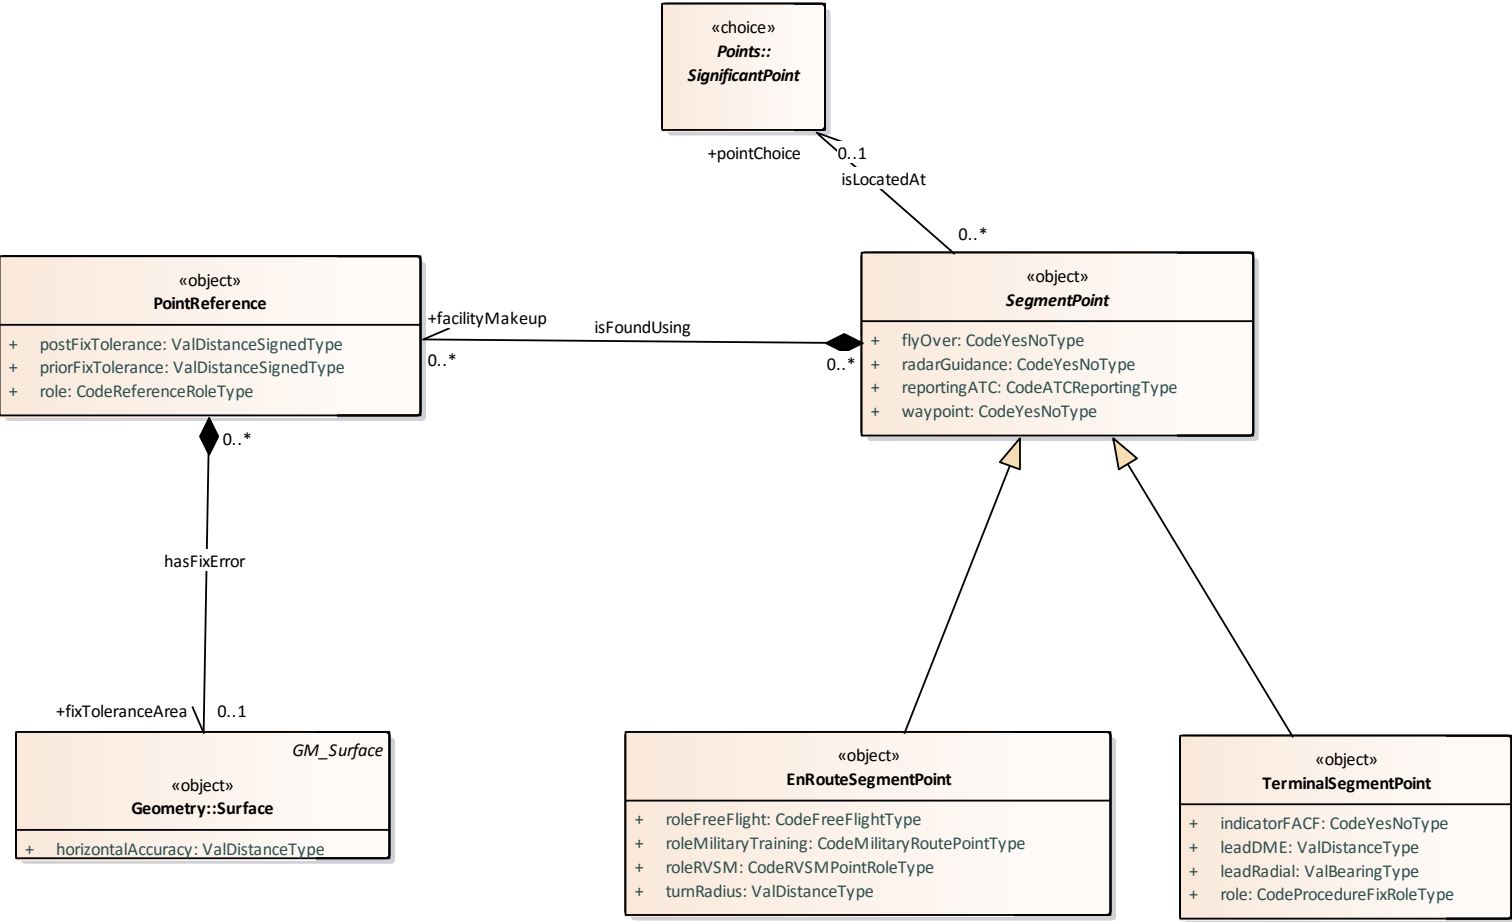 «choice»
Points::
SignificantPoint
+pointChoice
0..1
isLocatedAt
0..*
«object»
PointReference
+ postFixTolerance: ValDistanceSignedType
+ priorFixTolerance: ValDistanceSignedType
+ role: CodeReferenceRoleType
+facilityMakeup
0..*
isFoundUsing
0..*
«object»
SegmentPoint
+ flyOver: CodeYesNoType
+ radarGuidance: CodeYesNoType
+ reportingATC: CodeATCReportingType
+ waypoint: CodeYesNoType
0..*
hasFixError
+fixToleranceArea
0..1
GM_Surface
«object»
Geometry::Surface
+ horizontalAccuracy: ValDistanceType
«object»
EnRouteSegmentPoint
+ roleFreeFlight: CodeFreeFlightType
+ roleMilitaryTraining: CodeMilitaryRoutePointType
+ roleRVSM: CodeRVSMPointRoleType
+ turnRadius: ValDistanceType
«object»
TerminalSegmentPoint
+ indicatorFACF: CodeYesNoType
+ leadDME: ValDistanceType
+ leadRadial: ValBearingType
+ role: CodeProcedureFixRoleType